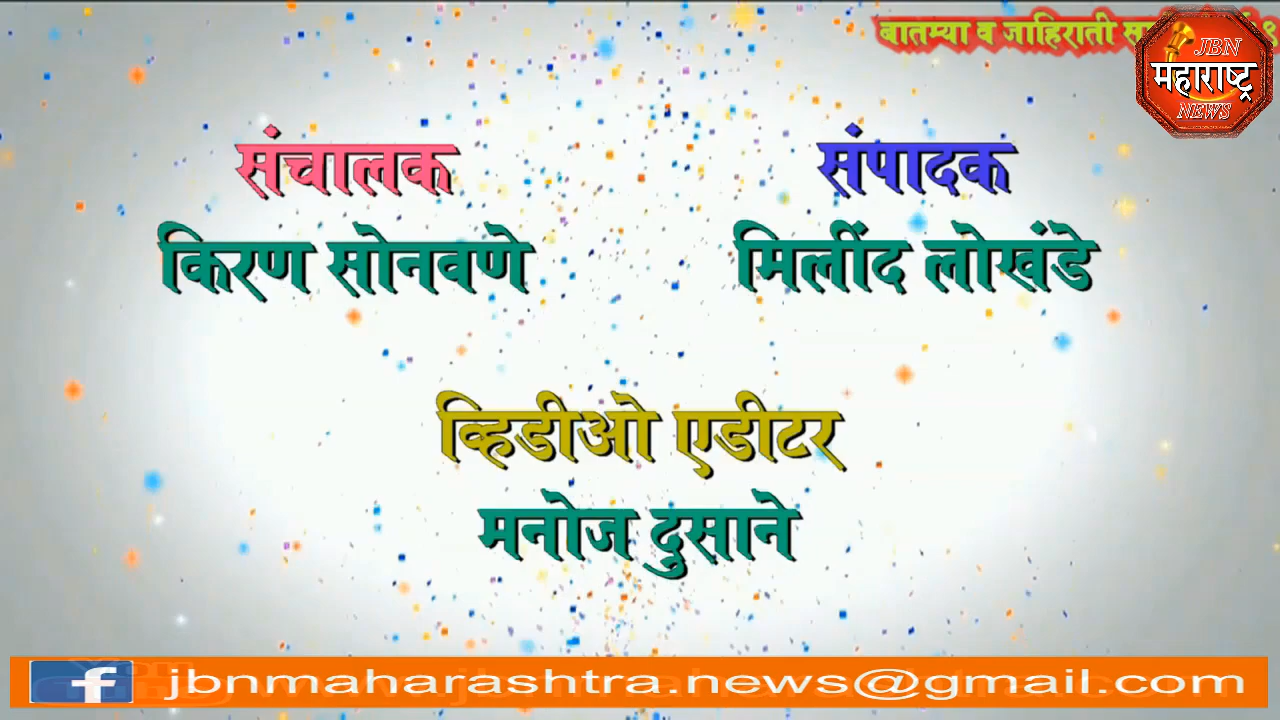 बातम्या व जाहिराती
JBN
महाराष्ट्र
NEWS
संचालक
किरण सोनवणे
संपादक
मिलींद लोखंडे
व्हिडीओ एडीटर
मनोज दुसाने
f jbnmaharashtra.news@gmail.com